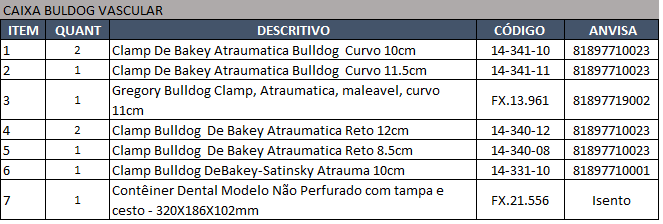 CAIXA BULDOG VASCULAR
ITEM QUANT DESCRITIVO CÓDIGO ANVISA
1 2 Clamp De Bakey Atraumatica Bulldog Curvo 10cm 14-341-10 81897710023
2 1 Clamp De Bakey Atraumatica Bulldog Curvo 11.5cm 14-341-11 81897710023
3 1 Gregory Bulldog Clamp, Atraumatica, maleavel, curvo 11cm FX.13.961 81897719002
4 2 Clamp Bulldog De Bakey Atraumatica Reto 12cm 14-340-12 81897710023
5 1 Clamp Bulldog De Bakey Atraumatica Reto 8.5cm 14-340-08 81897710023
6 1 Clamp Bulldog DeBakey-Satinsky Atrauma 10cm 14-331-10 81897710001
7 1 Contêiner Dental Modelo Não Perfurado com tampa e cesto - 320X186X102mm FX.21.556 Isento